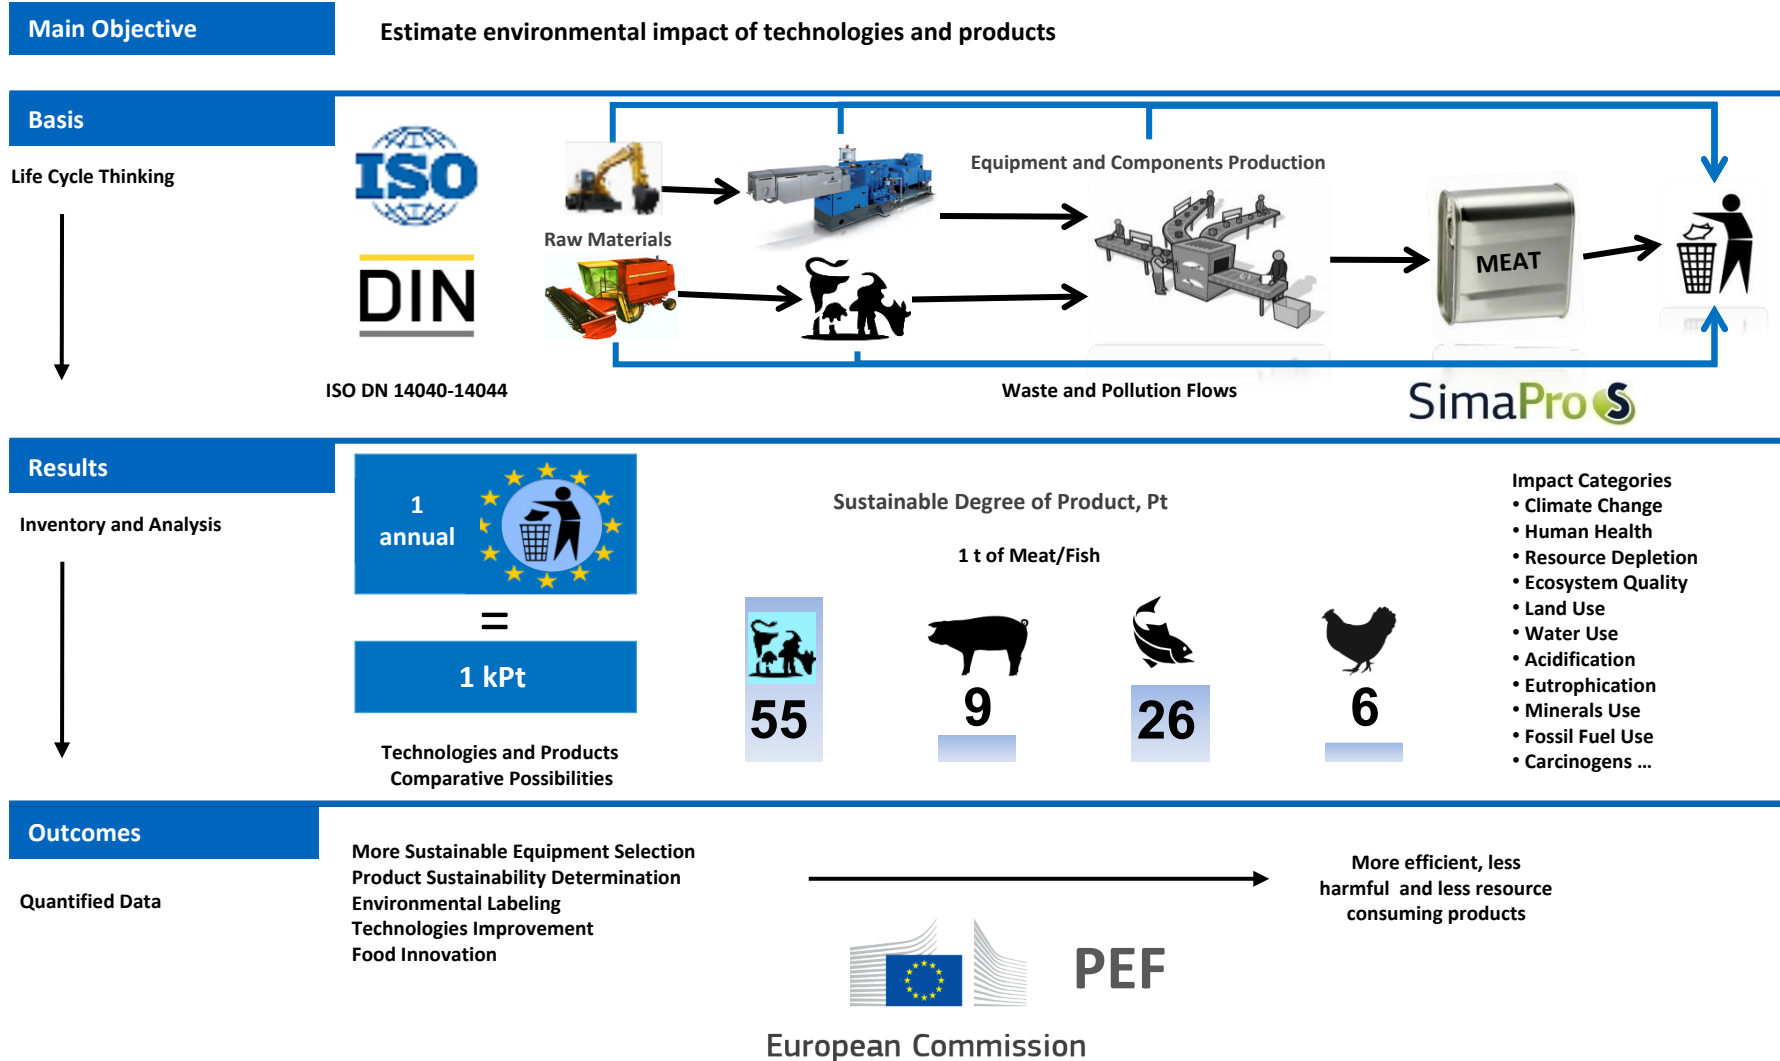 Main Objective
Estimate environmental impact of technologies and products
Basis
Life Cycle Thinking
ISO
DIN
ISO DN 14040-14044
Raw Materials
Equipment and Components Production
MEAT
Waste and Pollution Flows
SimaPro S
Results
Inventory and Analysis
1
annual
=
1 kPt
Technologies and Products
Comparative Possibilities
Sustainable Degree of Product, Pt
1 t of Meat/Fish
55
9
26
6
Impact Categories
• Climate Change
• Human Health
• Resource Depletion
• Ecosystem Quality
• Land Use
• Water Use
• Acidification
• Eutrophication
• Minerals Use
• Fossil Fuel Use
• Carcinogens ...
Outcomes
Quantified Data
More Sustainable Equipment Selection
Product Sustainability Determination
Environmental Labeling
Technologies Improvement
Food Innovation
More efficient, less
harmful and less resource
consuming products
PEF
European Commission